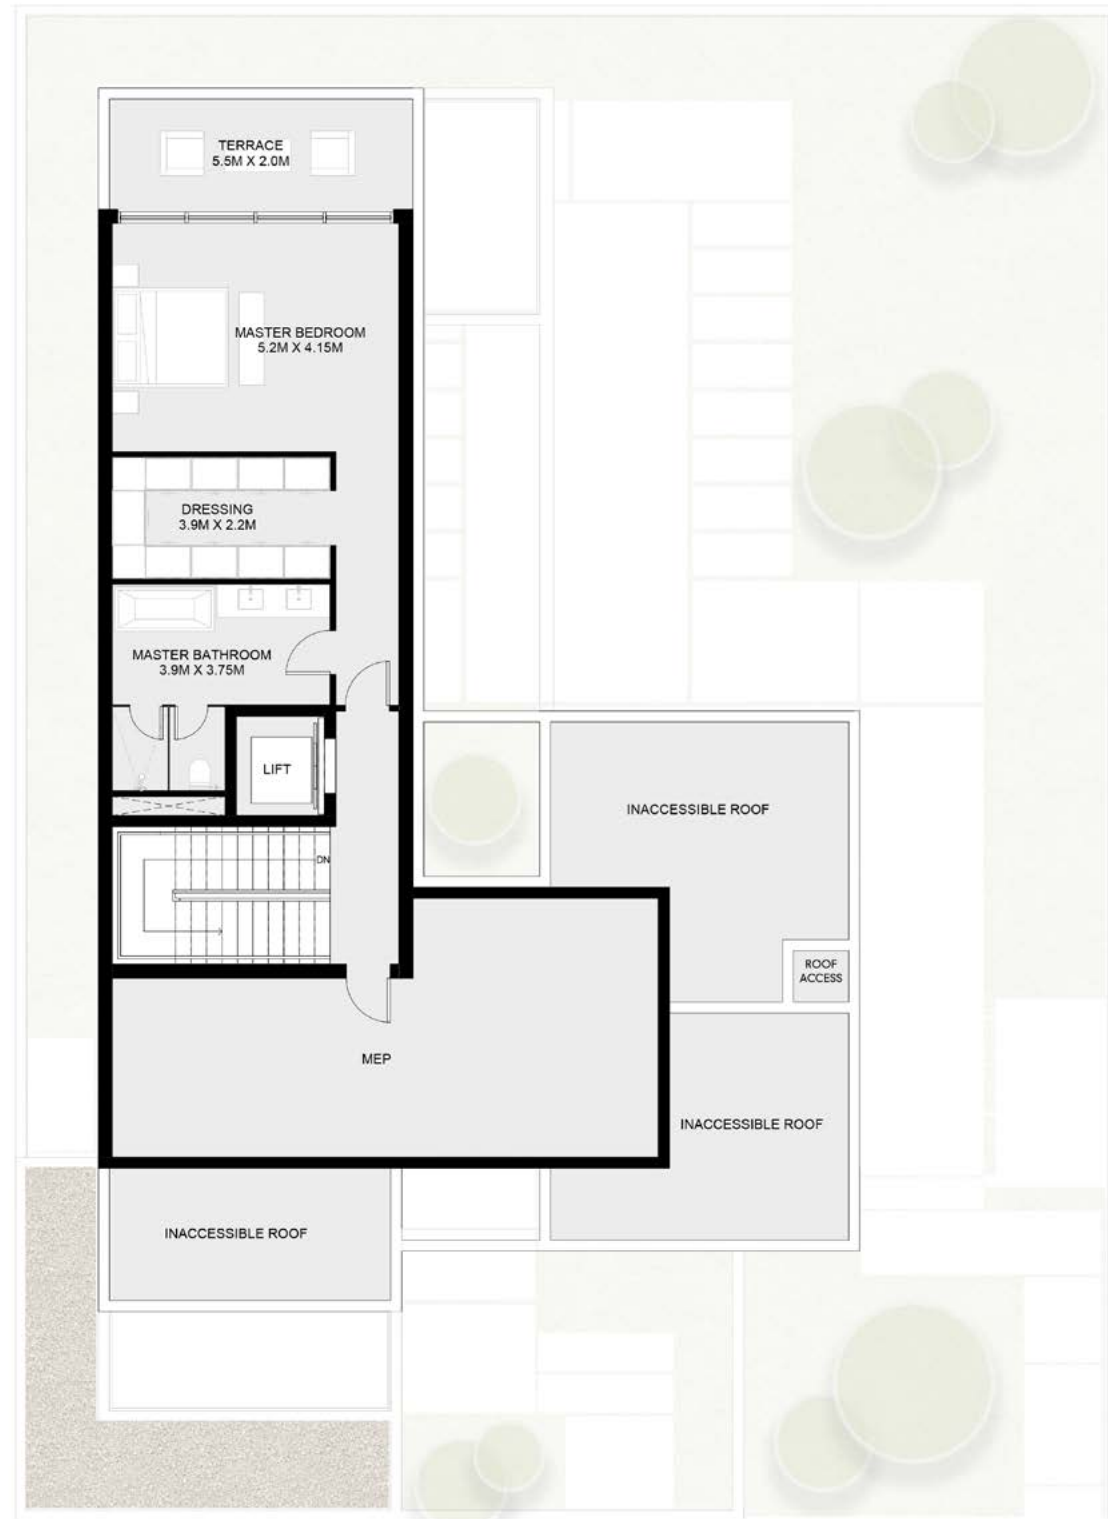 TERRACE
5.5M X 2.0M
MASTER BEDROOM
5.2M X 4.15M
DRESSING
3.9M X 2.2M
MASTER BATHROOM
3.9M X 3.75M
LIFT
INACCESSIBLE ROOF
DN
ROOF
ACCESS
MEP
INACCESSIBLE ROOF
INACCESSIBLE ROOF